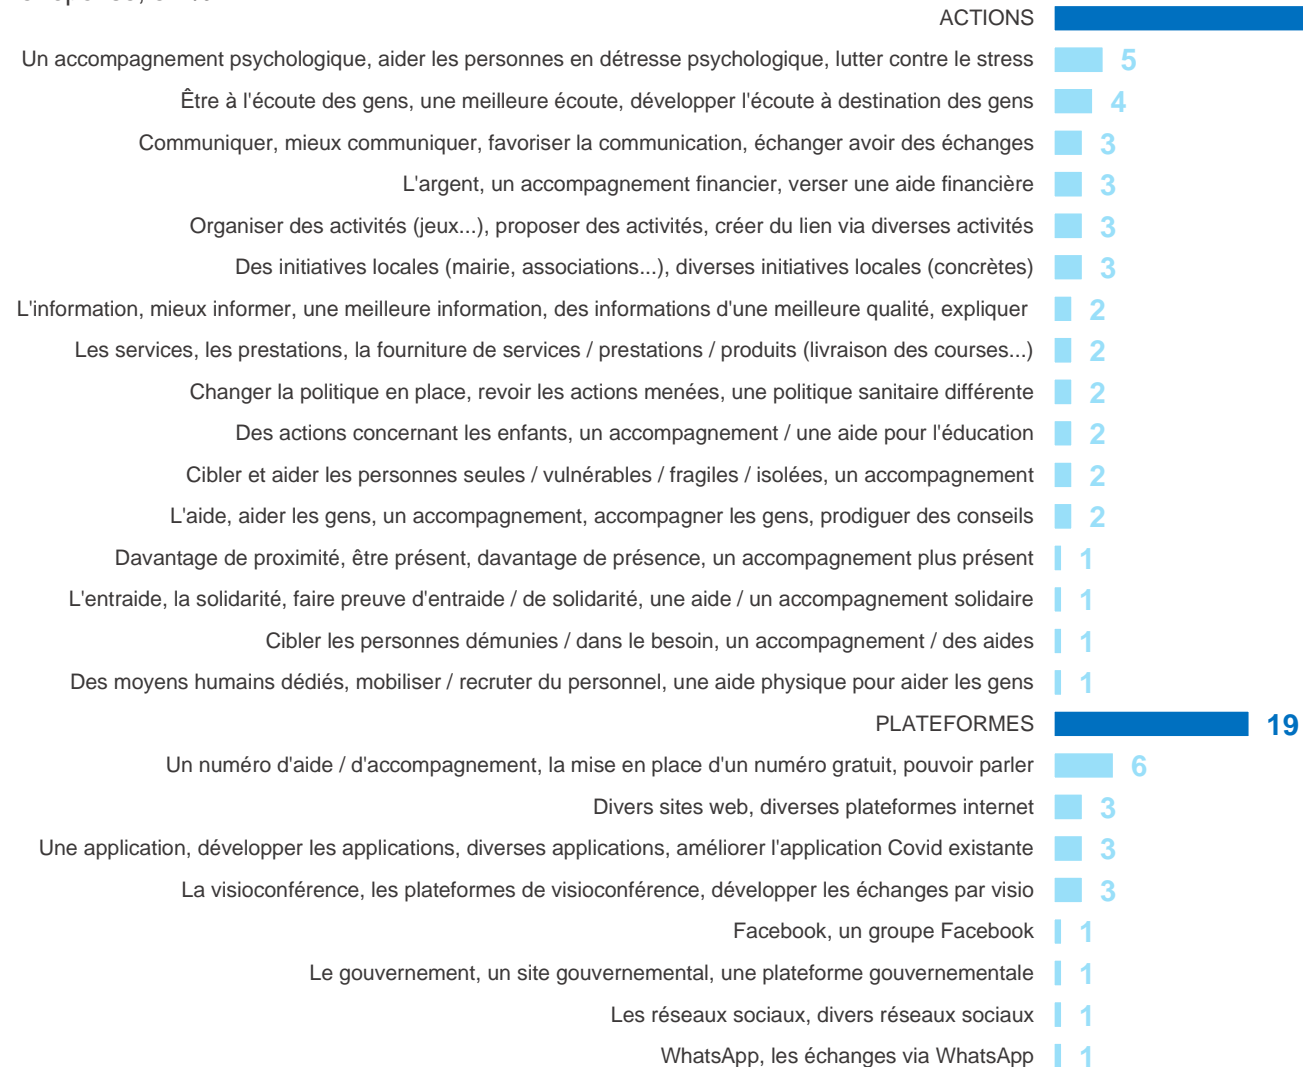 ACTIONS
Un accompagnement psychologique, aider les personnes en détresse psychologique, lutter contre le stress 5
Être à l'écoute des gens, une meilleure écoute, développer l'écoute à destination des gens 4
Communiquer, mieux communiquer, favoriser la communication, échanger avoir des échanges 3
L'argent, un accompagnement financier, verser une aide financière 3
Organiser des activités (jeux...), proposer des activités, créer du lien via diverses activités 3
Des initiatives locales (mairie, associations...), diverses initiatives locales (concrètes) 3
L'information, mieux informer, une meilleure information, des informations d'une meilleure qualité, expliquer 2
Les services, les prestations, la fourniture de services / prestations / produits (livraison des courses...) 2
Changer la politique en place, revoir les actions menées, une politique sanitaire différente 2
Des actions concernant les enfants, un accompagnement / une aide pour l'éducation 2
Cibler et aider les personnes seules / vulnérables / fragiles / isolées, un accompagnement 2
L'aide, aider les gens, un accompagnement, accompagner les gens, prodiguer des conseils 2
Davantage de proximité, être présent, davantage de présence, un accompagnement plus présent 1
L'entraide, la solidarité, faire preuve d'entraide / de solidarité, une aide / un accompagnement solidaire 1
Cibler les personnes démunies / dans le besoin, un accompagnement / des aides 1
Des moyens humains dédiés, mobiliser / recruter du personnel, une aide physique pour aider les gens 1
PLATEFORMES 19
Un numéro d'aide / d'accompagnement, la mise en place d'un numéro gratuit, pouvoir parler 6
Divers sites web, diverses plateformes internet 3
Une application, développer les applications, diverses applications, améliorer l'application Covid existante 3
La visioconférence, les plateformes de visioconférence, développer les échanges par visio 3
Facebook, un groupe Facebook 1
Le gouvernement, un site gouvernemental, une plateforme gouvernementale 1
Les réseaux sociaux, divers réseaux sociaux 1
WhatsApp, les échanges via WhatsApp 1